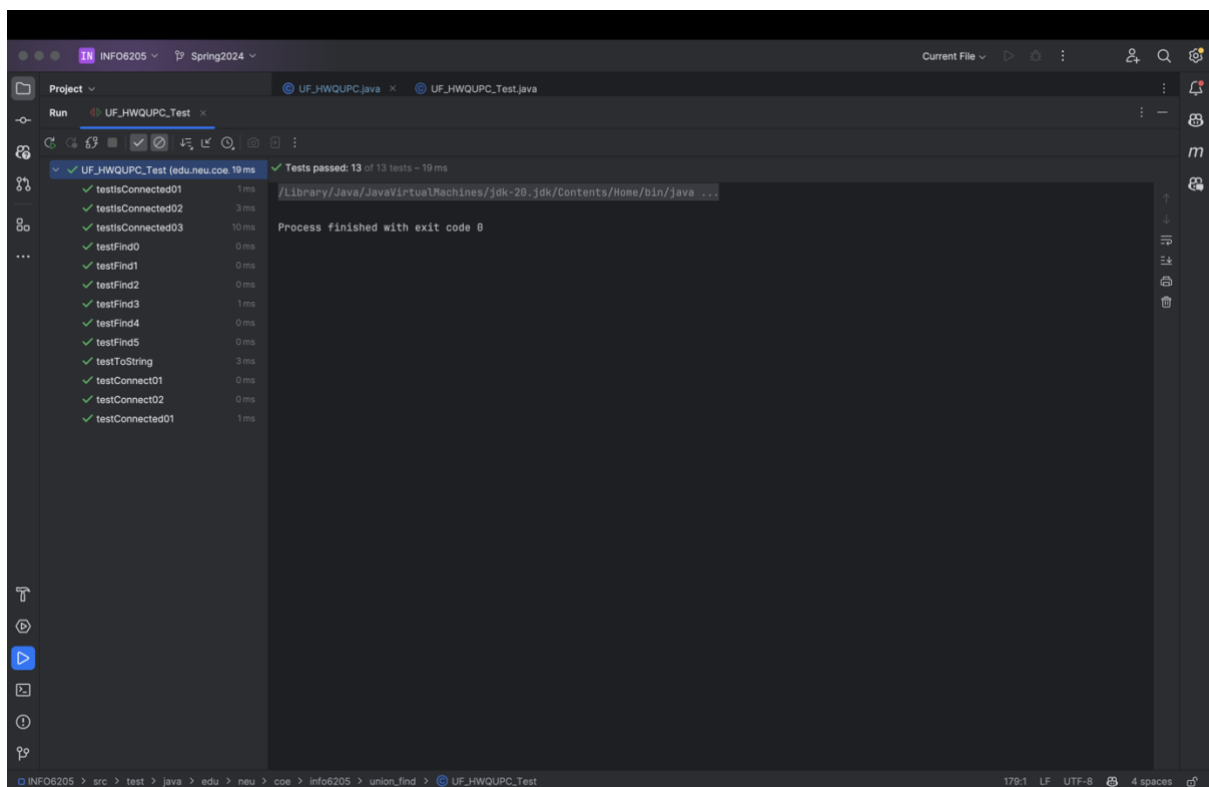 IN INFO6205 Spring2024 Current File
Project UF_HWQUPC.java UF_HWQUPC_Test.java
Run UF_HWQUPC_Test
UF_HWQUPC_Test (edu.neu.coe. 19 ms Tests passed: 13 of 13 tests – 19 ms
testIsConnected01 1 ms /Library/Java/JavaVirtualMachines/jdk-20.jdk/Contents/Home/bin/java ...
testIsConnected02 3 ms
testIsConnected03 10 ms Process finished with exit code 0
testFind0 0 ms
testFind1 0 ms
testFind2 0 ms
testFind3 1 ms
testFind4 0 ms
testFind5 0 ms
testToString 3 ms
testConnect01 0 ms
testConnect02 0 ms
testConnected01 1 ms
INFO6205 > src > test > java > edu > neu > coe > info6205 > union_find > UF_HWQUPC_Test 179:1 LF UTF-8 4 spaces